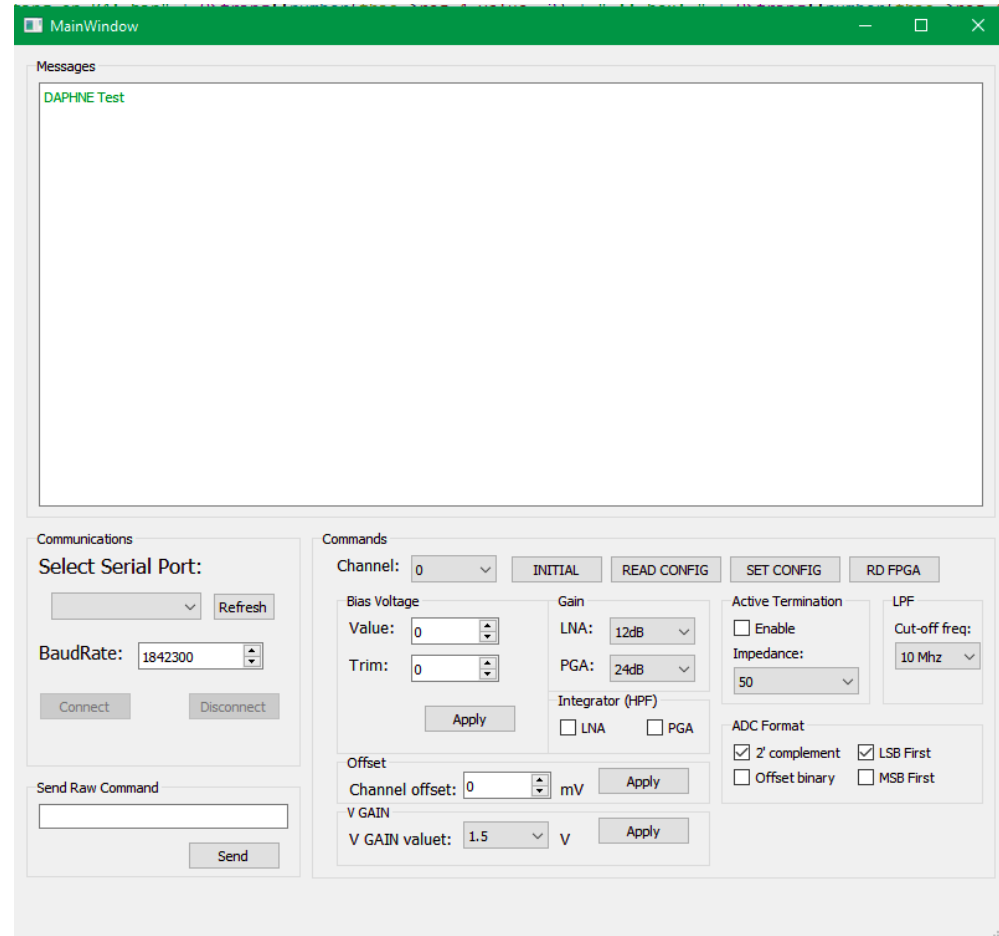 MainWindow
Messages
DAPHNE Test
Communications
Select Serial Port:
Refresh
BaudRate: 1842300
Connect Disconnect
Send Raw Command
Send
Commands
Channel: 0 INITIAL READ CONFIG SET CONFIG RD FPGA
Bias Voltage
Value: 0
Trim: 0
Apply
Gain
LNA: 12dB
PGA: 24dB
Integrator (HPF)
LNA PGA
Active Termination
Enable
Impedance:
50
LPF
Cut-off freq:
10 Mhz
ADC Format
2' complement LSB First
Offset binary MSB First
Offset
Channel offset: 0 mV Apply
V GAIN
V GAIN valuet: 1.5 V Apply